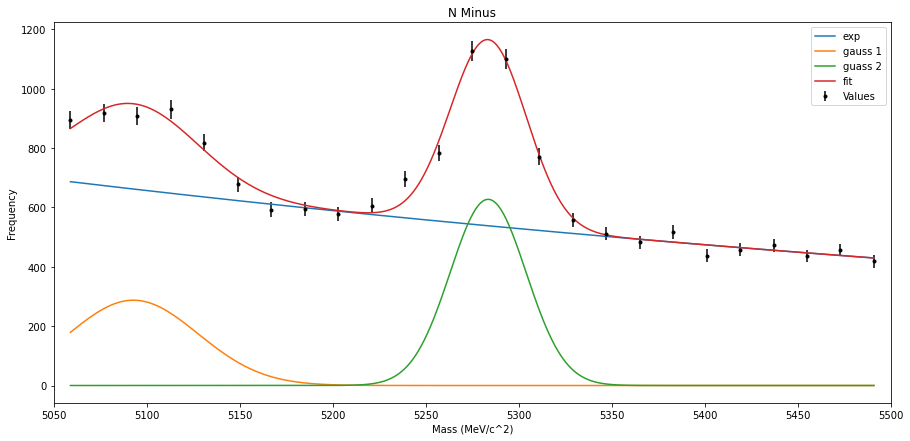 N Minus
1200
1000
800
600
400
200
0
Frequency
exp
gauss 1
guass 2
fit
Values
5050 5100 5150 5200 5250 5300 5350 5400 5450 5500
Mass (MeV/c^2)